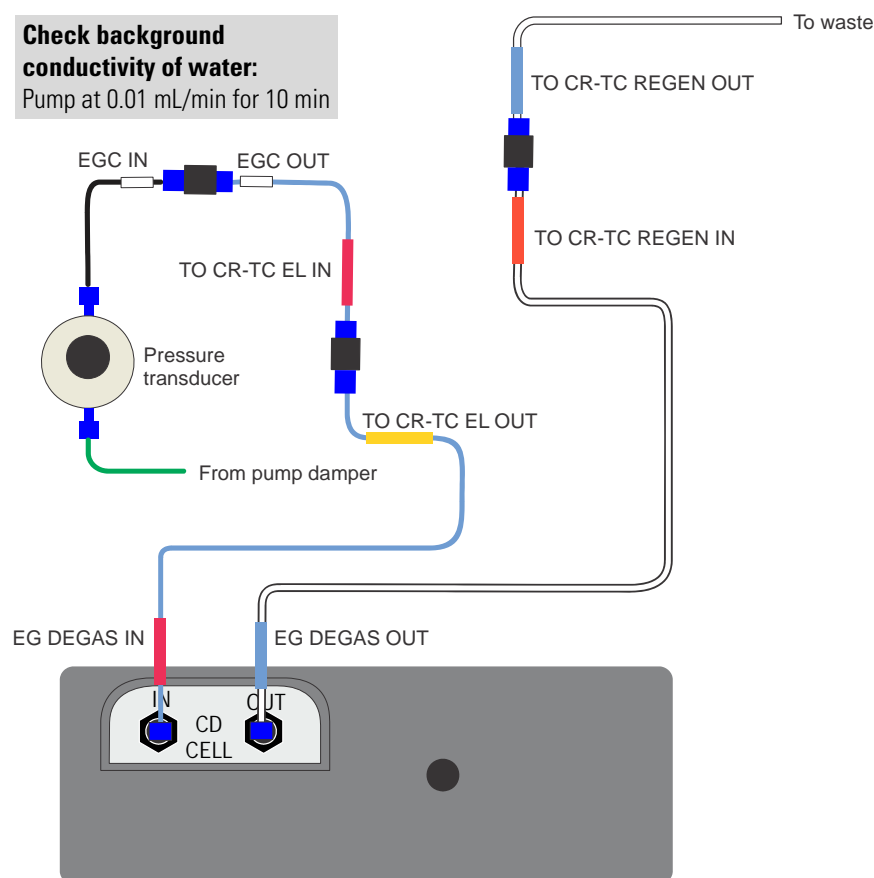 Check background
conductivity of water:
Pump at 0.01 mL/min for 10 min
To waste
TO CR-TC REGEN OUT
EGC IN
EGC OUT
TO CR-TC REGEN IN
TO CR-TC EL IN
Pressure
transducer
TO CR-TC EL OUT
From pump damper
EG DEGAS IN
EG DEGAS OUT
IN
OUT
CD
CELL